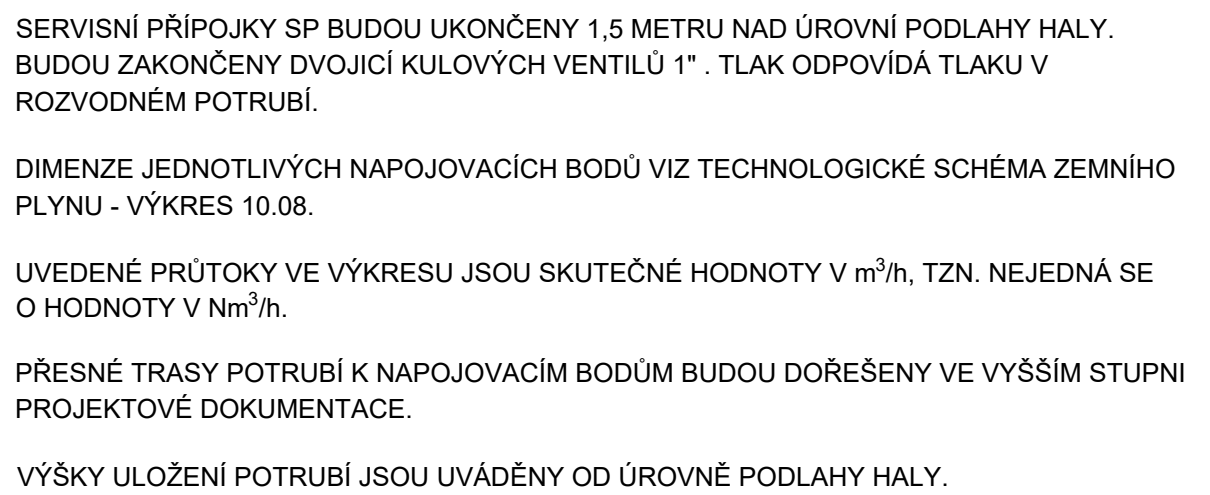 SERVISNÍ PŘÍPOJKY SP BUDOU UKONČENY 1,5 METRU NAD ÚROVNÍ PODLAHY HALY.
BUDOU ZAKONČENY DVOJICÍ KULOVÝCH VENTILŮ 1" . TLAK ODPOVÍDÁ TLAKU V
ROZVODNÉM POTRUBÍ.
DIMENZE JEDNOTLIVÝCH NAPOJOVACÍCH BODŮ VIZ TECHNOLOGICKÉ SCHÉMA ZEMNÍHO
PLYNU - VÝKRES 10.08.
UVEDENÉ PRŮTOKY VE VÝKRESU JSOU SKUTEČNÉ HODNOTY V m³/h, TZN. NEJEDNÁ SE
O HODNOTY V Nm³/h.
PŘESNÉ TRASY POTRUBÍ K NAPOJOVACÍM BODŮM BUDOU DOŘEŠENY VE VYŠŠÍM STUPNI
PROJEKTOVÉ DOKUMENTACE.
VÝŠKY ULOŽENÍ POTRUBÍ JSOU UVÁDĚNY OD ÚROVNĚ PODLAHY HALY.